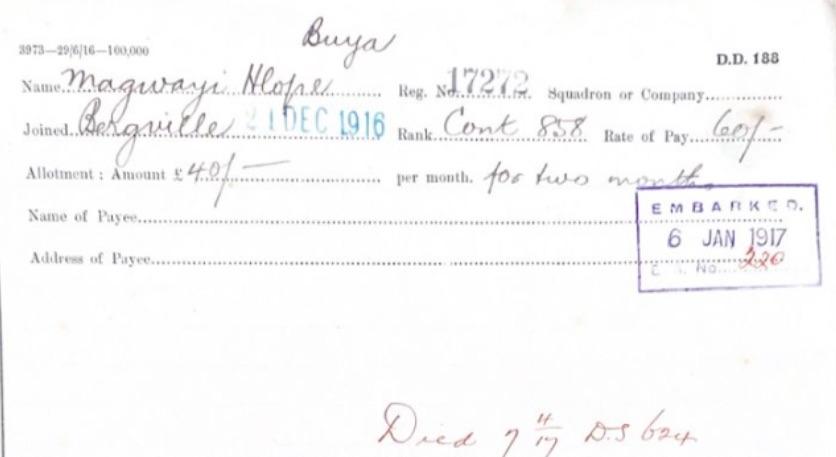 Buya
3973—29/6/16—100,000
D.D. 188
Name Magwayi Hlope Reg. No. 17272 Squadron or Company
Joined Bergville 21 DEC 1916 Rank Cont 858 Rate of Pay 60/-
Allotment : Amount £ 40/- per month. for two months
Name of Payee
EMBARKED.
6 JAN 1917
Address of Payee
No. 220
Died 7 4/17 D.S 624